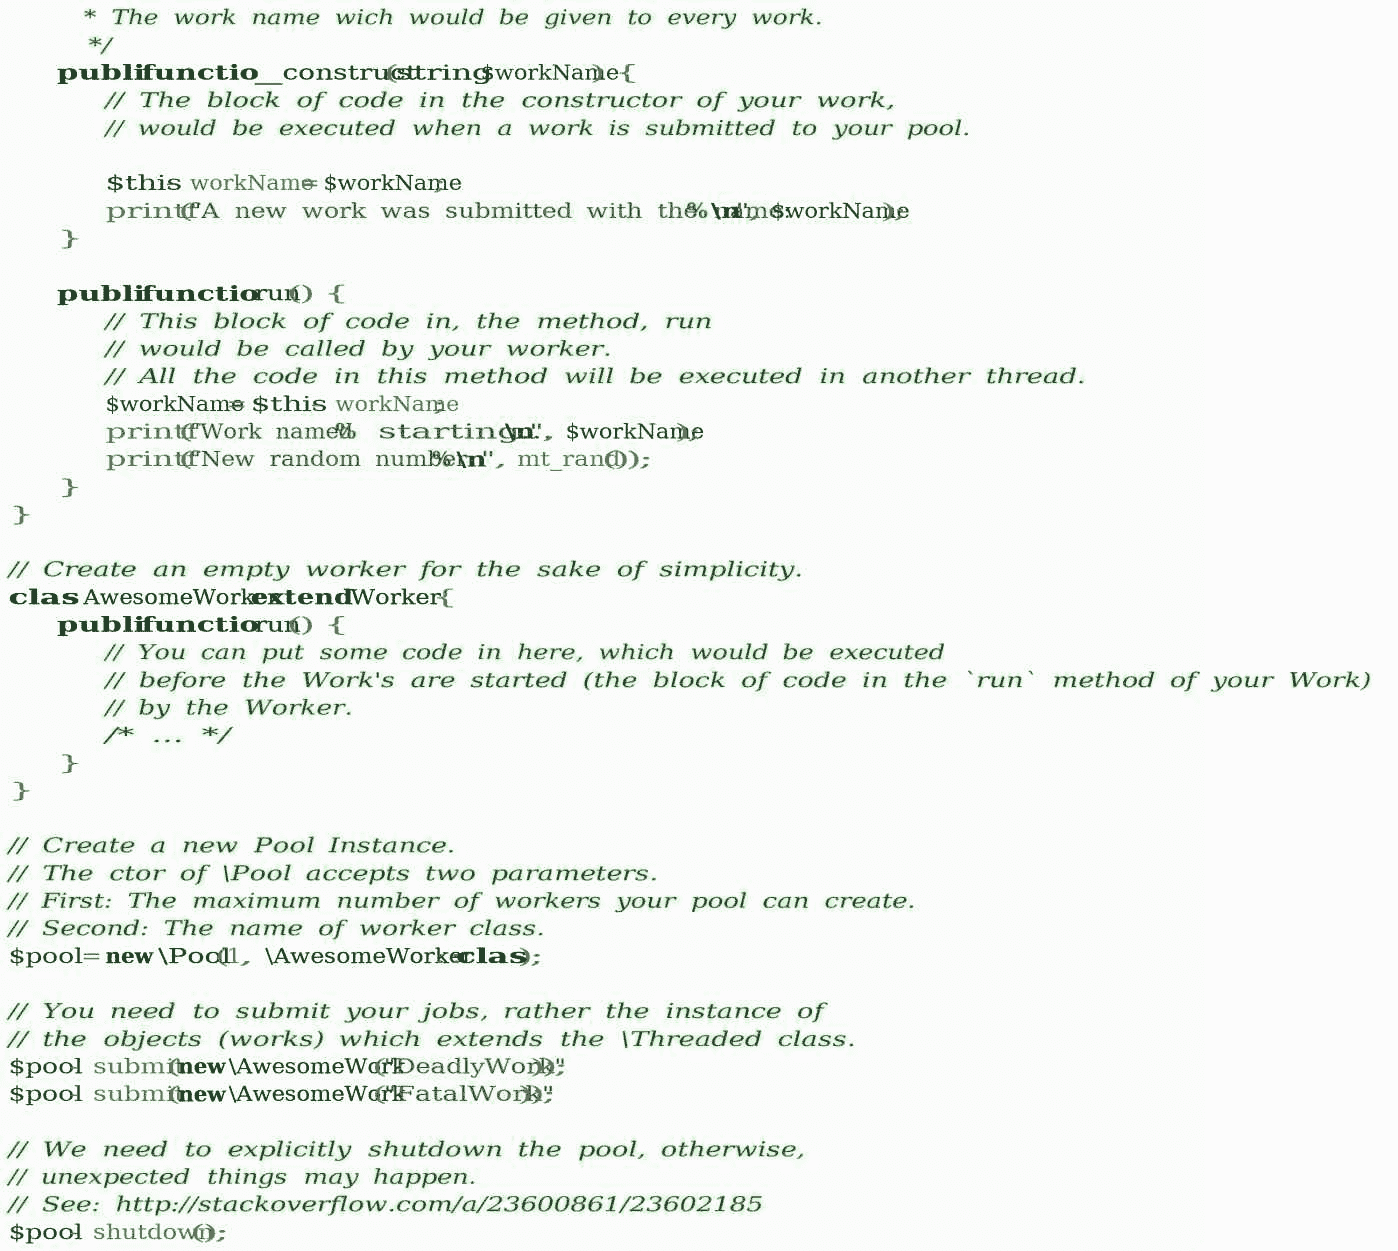 * The work name wich would be given to every work.
*/
public function __construct(string $workName) {
// The block of code in the constructor of your work,
// would be executed when a work is submitted to your pool.
$this workName = $workName;
printf("A new work was submitted with the name: %\n", $workName);
}
public function run() {
// This block of code in, the method, run
// would be called by your worker.
// All the code in this method will be executed in another thread.
$workName = $this workName;
printf("Work named % starting...\n", $workName);
printf("New random number: %\n", mt_rand());
}
}
// Create an empty worker for the sake of simplicity.
class AwesomeWorker extends Worker {
public function run() {
// You can put some code in here, which would be executed
// before the Work's are started (the block of code in the `run` method of your Work)
// by the Worker.
/* ... */
}
}
// Create a new Pool Instance.
// The ctor of \Pool accepts two parameters.
// First: The maximum number of workers your pool can create.
// Second: The name of worker class.
$pool = new \Pool(1, \AwesomeWorker class);
// You need to submit your jobs, rather the instance of
// the objects (works) which extends the \Threaded class.
$pool submit(new \AwesomeWork("DeadlyWork"));
$pool submit(new \AwesomeWork("FatalWork"));
// We need to explicitly shutdown the pool, otherwise,
// unexpected things may happen.
// See: http://stackoverflow.com/a/23600861/23602185
$pool shutdown();